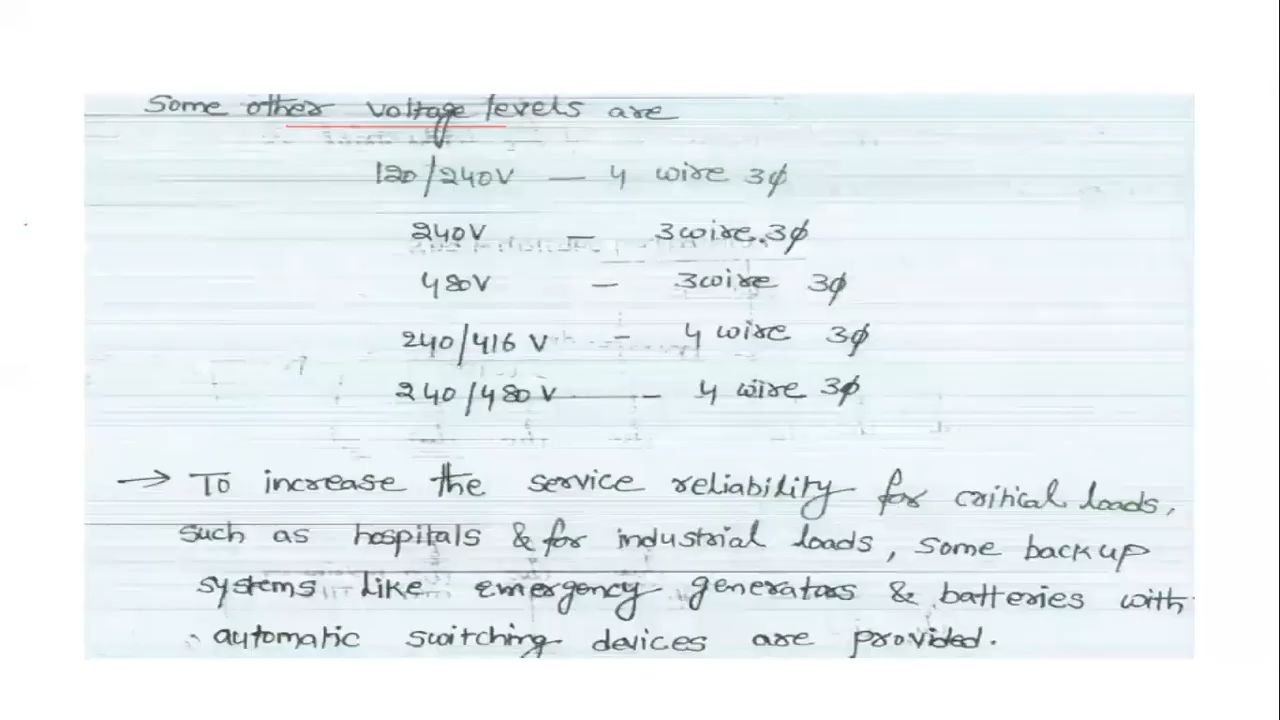 Some other voltage levels are
120/240V — 4 wire 3ϕ
240V — 3wire 3ϕ
480V — 3wire 3ϕ
240/416 V - 4 wire 3ϕ
240/480V — 4 wire 3ϕ
→ To increase the service reliability for critical loads,
such as hospitals & for industrial loads, some backup
systems like emergency generators & batteries with
automatic switching devices are provided.